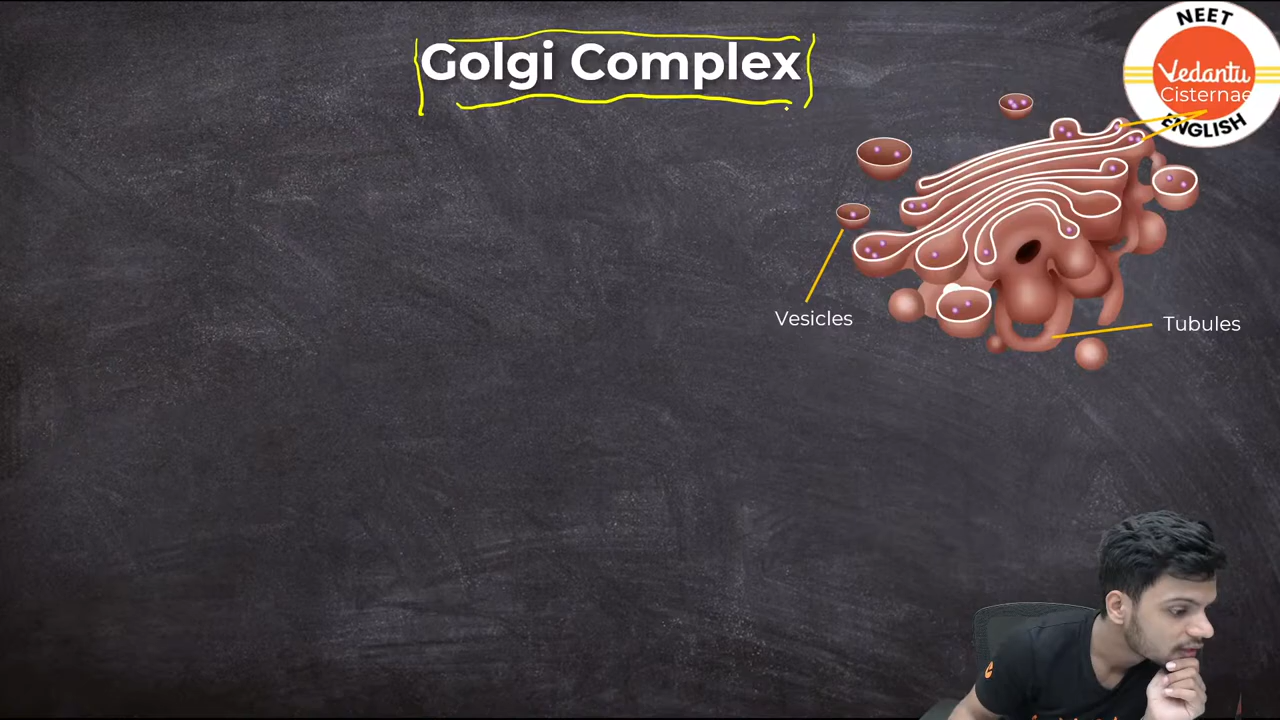 Golgi Complex
NEET
Vedantu
Cisternae
ENGLISH
Vesicles
Tubules